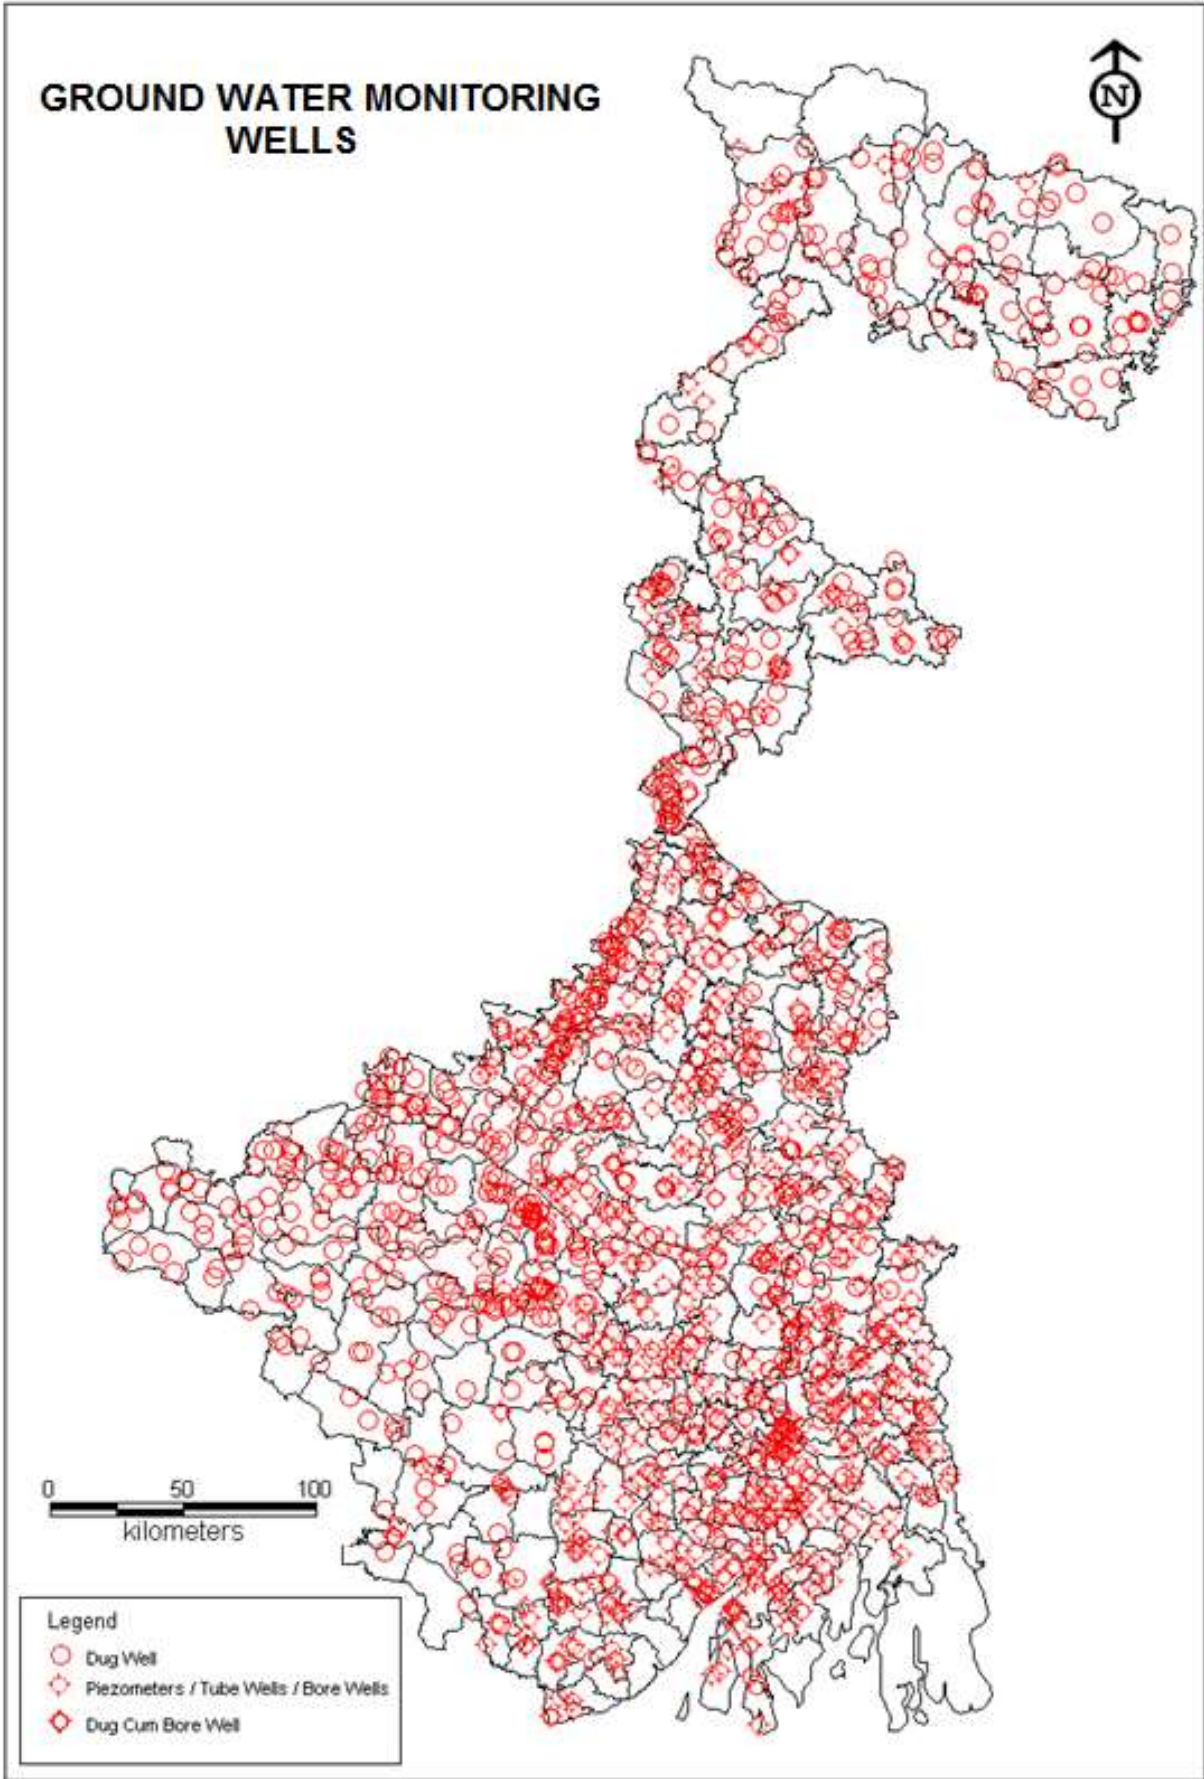 GROUND WATER MONITORING
WELLS
N
0 50 100
kilometers
Legend
Dug Well
Piezometers / Tube Wells / Bore Wells
Dug Cum Bore Well